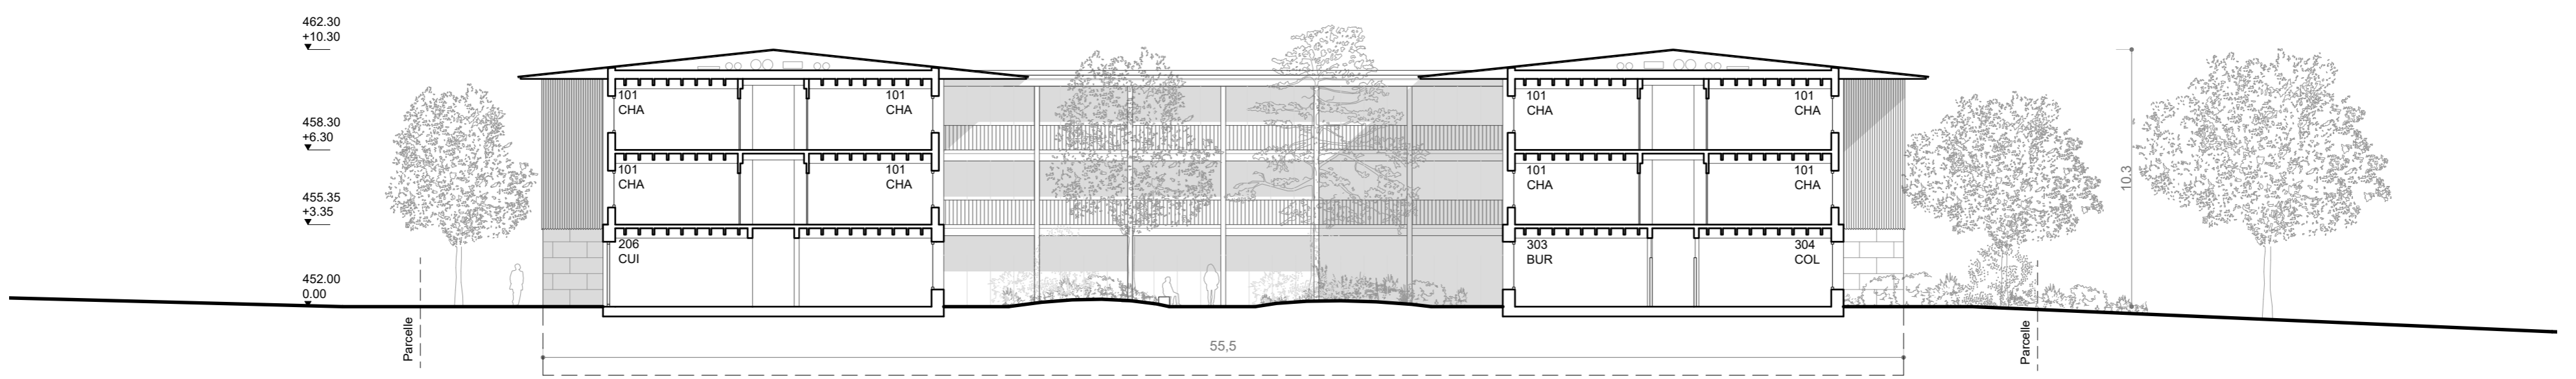 462.30
+10.30
458.30
+6.30
455.35
+3.35
452.00
0.00
101
CHA
101
CHA
101
CHA
101
CHA
206
CUI
101
CHA
101
CHA
101
CHA
101
CHA
303
BUR
304
COL
10.3
Parcelle
55,5
Parcelle